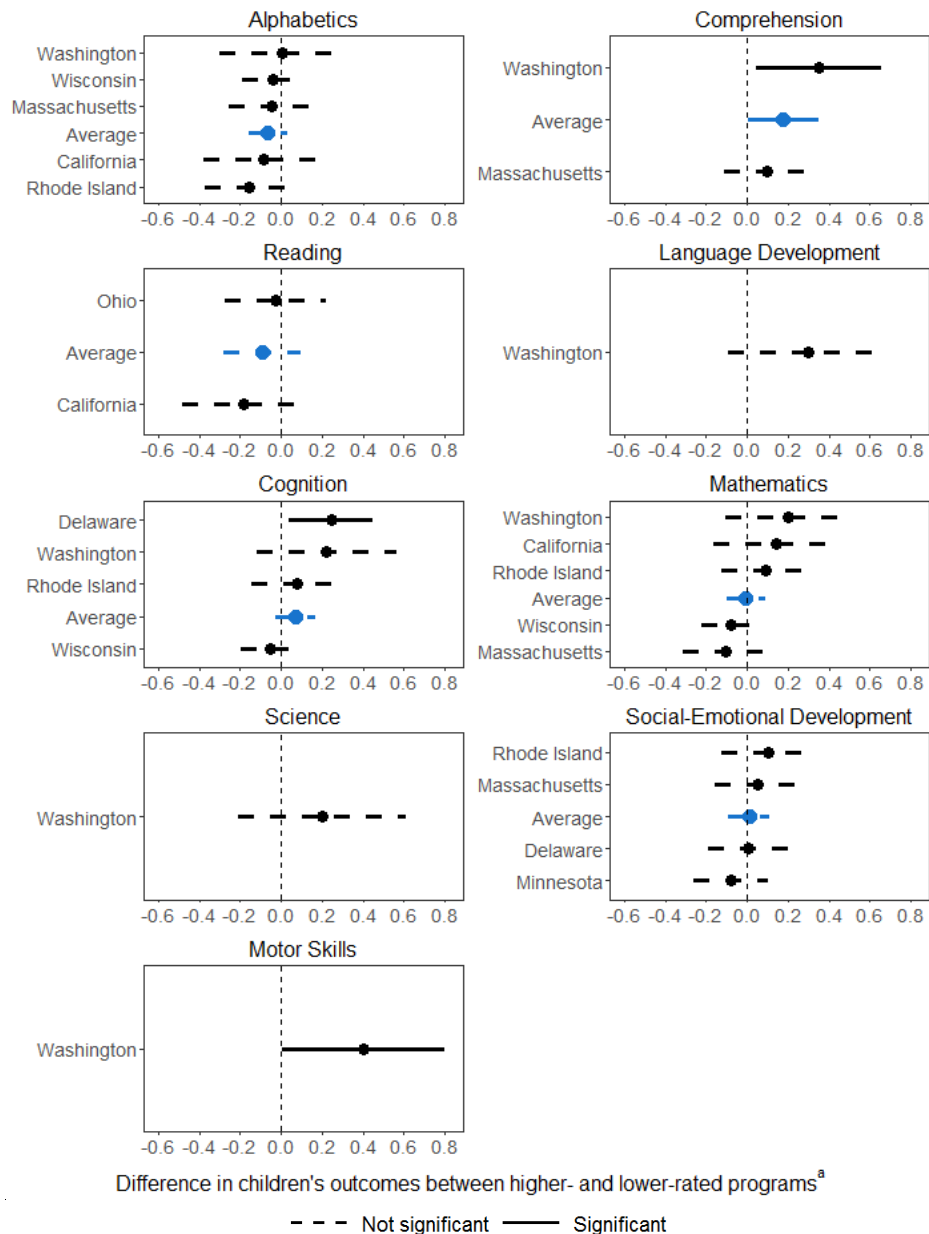 Alphabetics
Washington
Wisconsin
Massachusetts
Average
California
Rhode Island
-0.6 -0.4 -0.2 0.0 0.2 0.4 0.6 0.8
Comprehension
Washington
Average
Massachusetts
-0.6 -0.4 -0.2 0.0 0.2 0.4 0.6 0.8
Reading
Ohio
Average
California
-0.6 -0.4 -0.2 0.0 0.2 0.4 0.6 0.8
Language Development
Washington
-0.6 -0.4 -0.2 0.0 0.2 0.4 0.6 0.8
Cognition
Delaware
Washington
Rhode Island
Average
Wisconsin
-0.6 -0.4 -0.2 0.0 0.2 0.4 0.6 0.8
Mathematics
Washington
California
Rhode Island
Average
Wisconsin
Massachusetts
-0.6 -0.4 -0.2 0.0 0.2 0.4 0.6 0.8
Science
Washington
-0.6 -0.4 -0.2 0.0 0.2 0.4 0.6 0.8
Social-Emotional Development
Rhode Island
Massachusetts
Average
Delaware
Minnesota
-0.6 -0.4 -0.2 0.0 0.2 0.4 0.6 0.8
Motor Skills
Washington
-0.6 -0.4 -0.2 0.0 0.2 0.4 0.6 0.8
Difference in children's outcomes between higher- and lower-rated programsᵃ
Not significant Significant